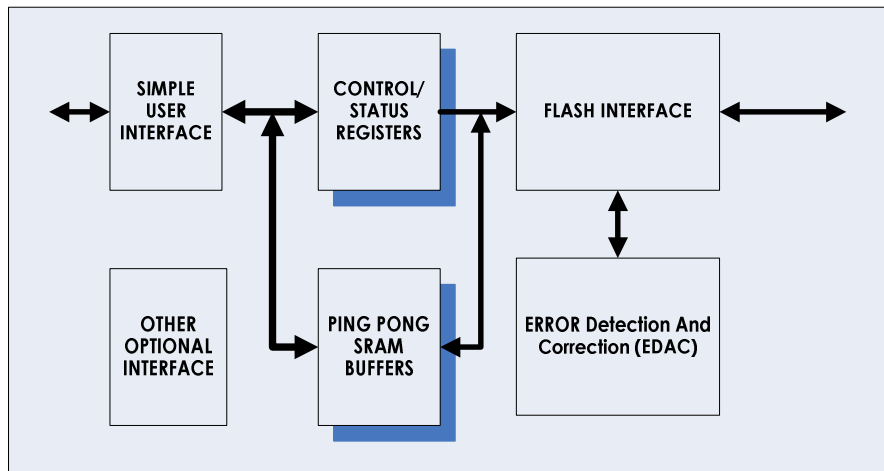 SIMPLE
USER
INTERFACE
CONTROL/
STATUS
REGISTERS
FLASH INTERFACE
OTHER
OPTIONAL
INTERFACE
PING PONG
SRAM
BUFFERS
ERROR Detection And
Correction (EDAC)